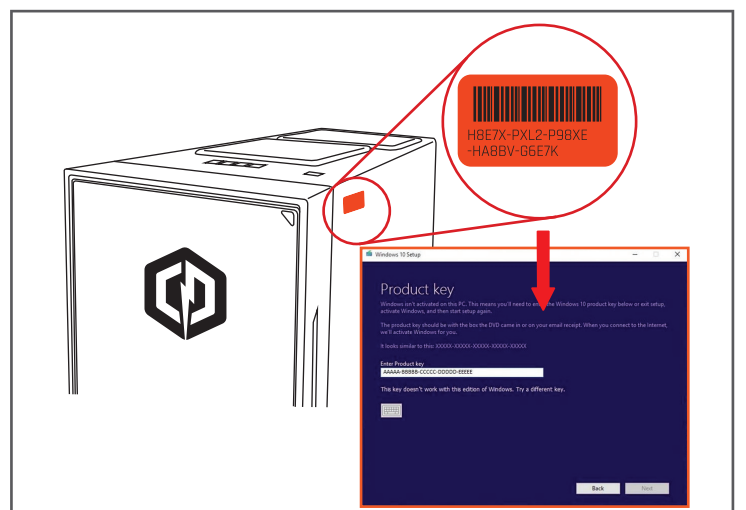 H8E7X-PXL2-P98XE
-HA8BV-G6E7K
Windows 10 Setup
Product key
Windows isn't activated on this PC. This means you'll need to the Windows 10 product key below or exit setup,
activate Windows, and then start setup again.
The product key should be with the box the DVD came in or on your email receipt. When you connect to the Internet,
we'll activate Windows for you.
It looks similar to this: XXXXX-XXXXX-XXXXX-XXXXX-XXXXX
Enter Product key
AAAAA-BBBBB-CCCCC-DDDDD-EEEEE
This key doesn't work with this edition of Windows. Try a different key.
Back
Next